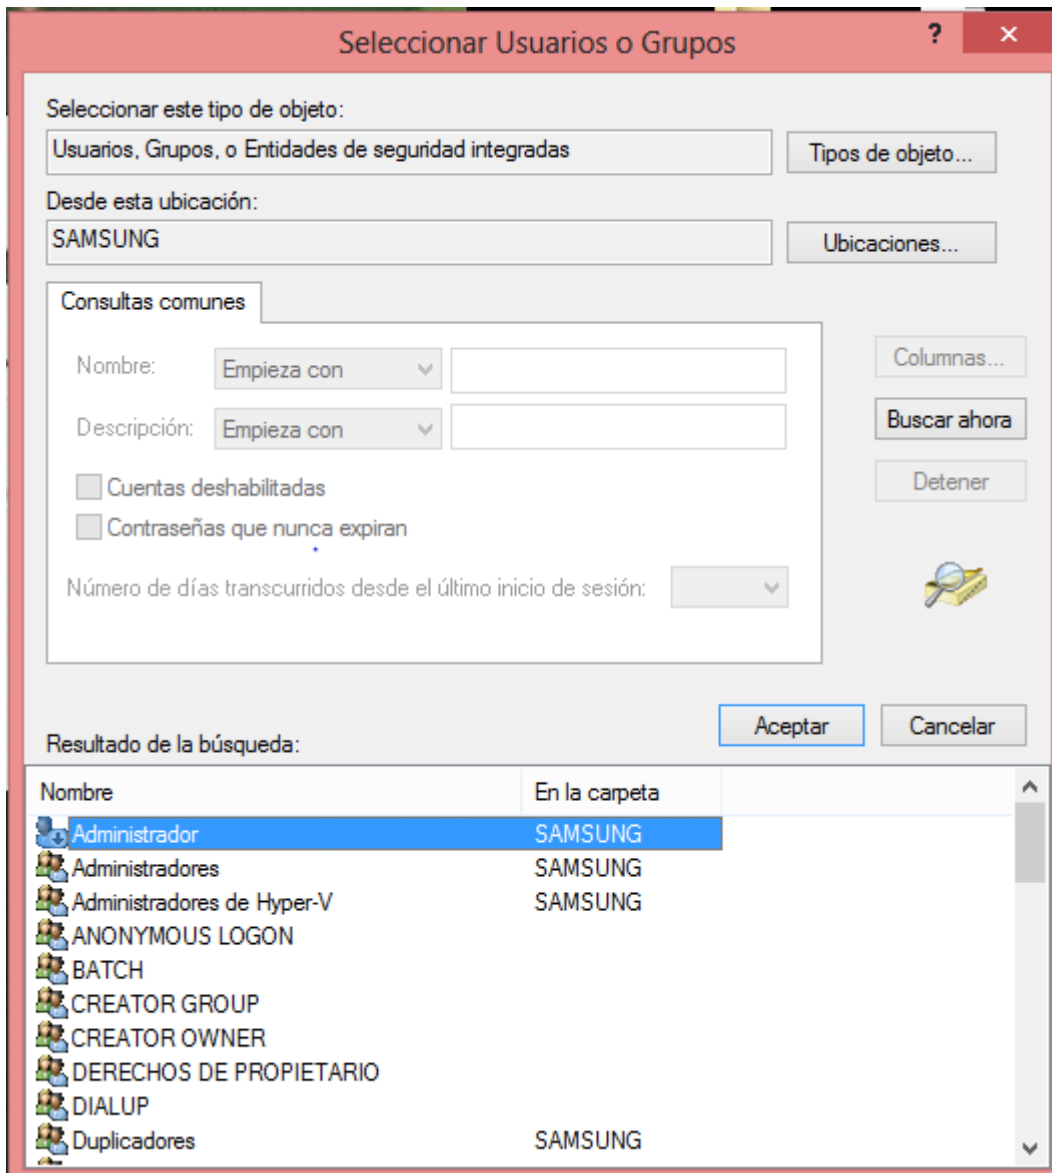 Seleccionar Usuarios o Grupos
?
Seleccionar este tipo de objeto:
Usuarios, Grupos, o Entidades de seguridad integradas
Tipos de objeto...
Desde esta ubicación:
SAMSUNG
Ubicaciones...
Consultas comunes
Nombre:
Empieza con
Columnas...
Descripción:
Empieza con
Buscar ahora
Cuentas deshabilitadas
Detener
Contraseñas que nunca expiran
Número de días transcurridos desde el último inicio de sesión:
Aceptar
Cancelar
Resultado de la búsqueda:
Nombre En la carpeta
Administrador SAMSUNG
Administradores SAMSUNG
Administradores de Hyper-V SAMSUNG
ANONYMOUS LOGON
BATCH
CREATOR GROUP
CREATOR OWNER
DERECHOS DE PROPIETARIO
DIALUP
Duplicadores SAMSUNG